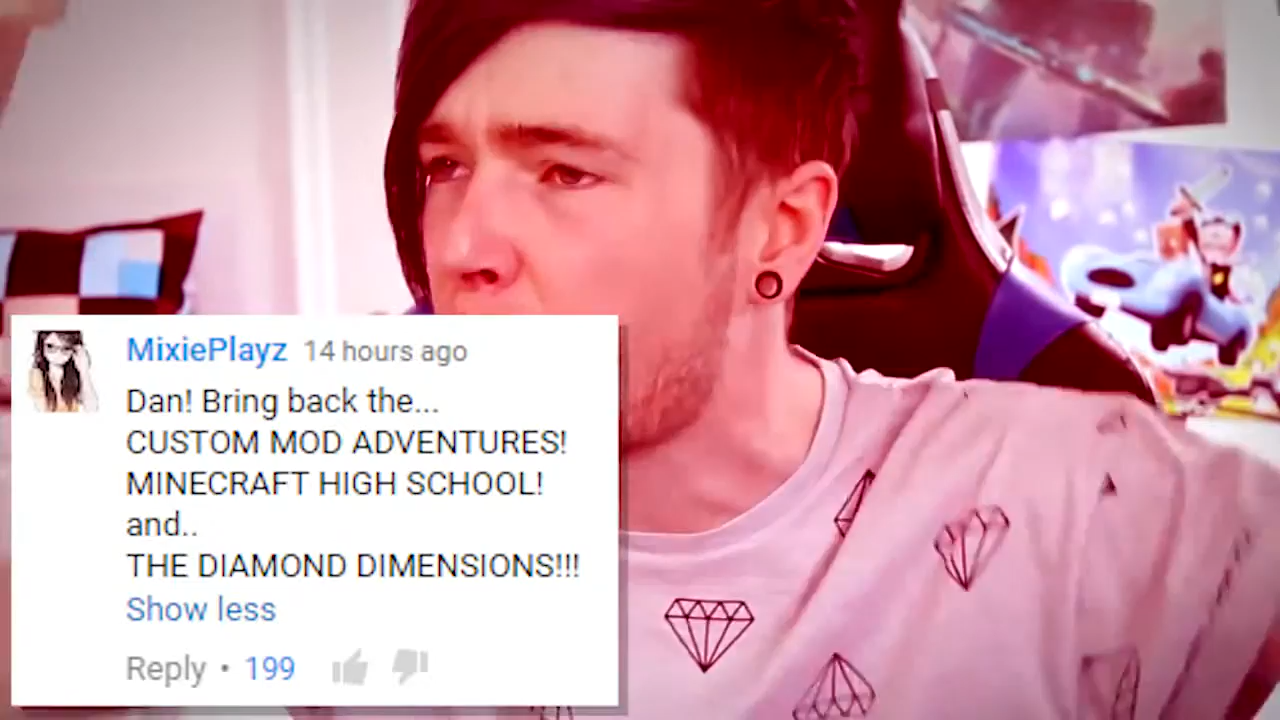 MixiePlayz 14 hours ago
Dan! Bring back the...
CUSTOM MOD ADVENTURES!
MINECRAFT HIGH SCHOOL!
and..
THE DIAMOND DIMENSIONS!!!
Show less
Reply • 199